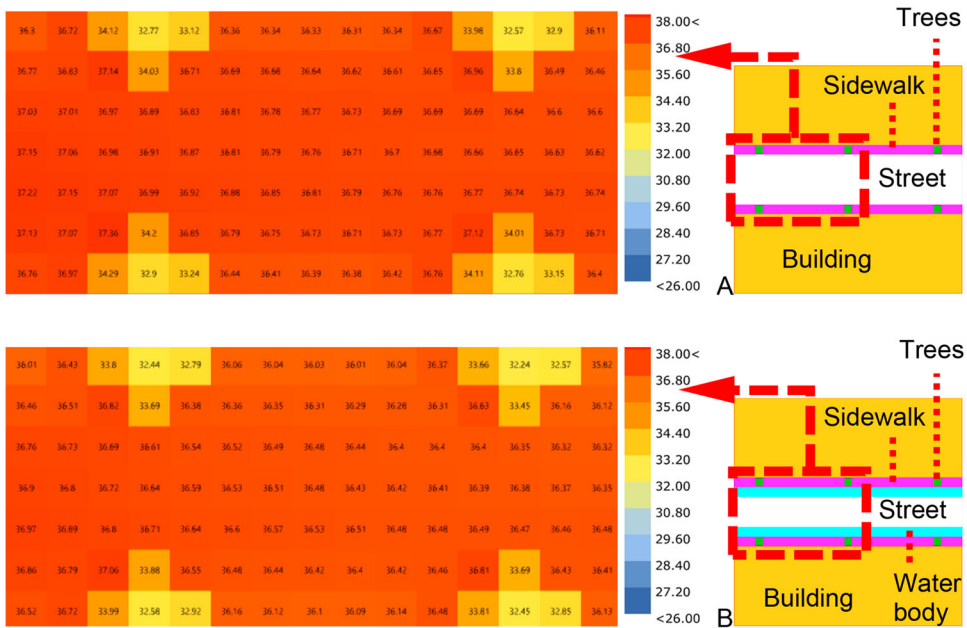 36.3 36.72 34.12 32.77 33.12 36.36 36.34 36.33 36.31 36.34 36.67 33.98 32.57 32.9 36.11
36.77 36.83 37.14 34.03 36.71 36.69 36.68 36.64 36.62 36.61 36.65 36.96 33.8 36.49 36.46
37.03 37.01 36.97 36.89 36.83 36.81 36.78 36.77 36.73 36.69 36.69 36.69 36.64 36.6 36.6
37.15 37.06 36.98 36.91 36.87 36.81 36.79 36.76 36.71 36.7 36.68 36.66 36.65 36.63 36.62
37.22 37.15 37.07 36.99 36.92 36.88 36.85 36.81 36.79 36.76 36.76 36.77 36.74 36.73 36.74
37.13 37.07 37.36 34.2 36.85 36.79 36.75 36.73 36.71 36.73 36.77 37.12 34.01 36.73 36.71
36.76 36.97 34.29 32.9 33.24 36.44 36.41 36.39 36.38 36.42 36.76 34.11 32.76 33.15 36.4
38.00<
36.80
35.60
34.40
33.20
32.00
30.80
29.60
28.40
27.20
<26.00
Trees
Sidewalk
Street
Building
A
36.01 36.43 33.8 32.44 32.79 36.06 36.04 36.03 36.01 36.04 36.37 33.66 32.24 32.57 35.82
36.46 36.51 36.82 33.69 36.38 36.36 36.35 36.31 36.29 36.28 36.31 36.63 33.45 36.16 36.12
36.76 36.73 36.69 36.61 36.54 36.52 36.49 36.48 36.44 36.4 36.4 36.4 36.35 36.32 36.32
36.9 36.8 36.72 36.64 36.59 36.53 36.51 36.48 36.43 36.42 36.41 36.39 36.38 36.37 36.35
36.97 36.89 36.8 36.71 36.64 36.6 36.57 36.53 36.51 36.48 36.48 36.49 36.47 36.46 36.48
36.86 36.79 37.06 33.88 36.55 36.48 36.44 36.42 36.4 36.42 36.46 36.81 33.69 36.43 36.41
36.52 36.72 33.99 32.58 32.92 36.16 36.12 36.1 36.09 36.14 36.48 33.81 32.45 32.85 36.13
38.00<
36.80
35.60
34.40
33.20
32.00
30.80
29.60
28.40
27.20
<26.00
Trees
Sidewalk
Street
Building
Water
body
B